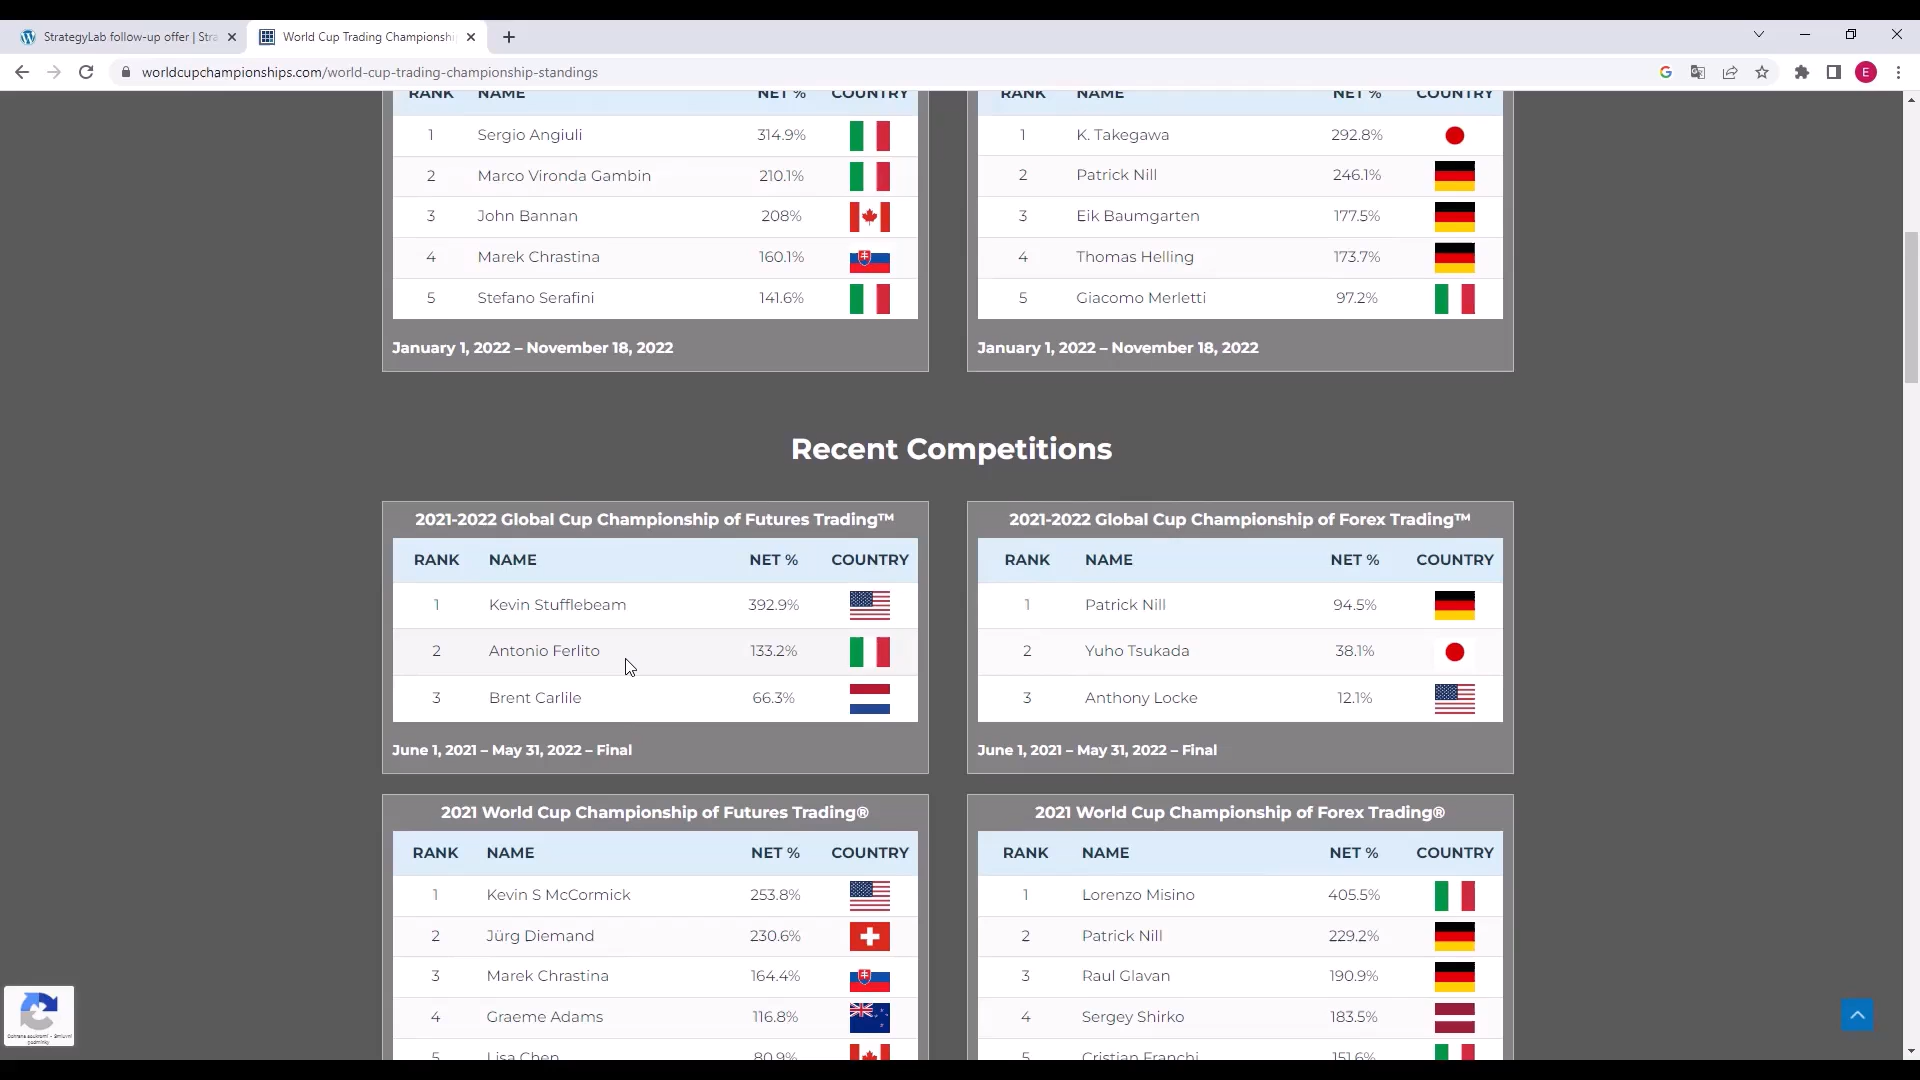 StrategyLab follow-up offer | Stra
World Cup Trading Championship
worldcupchampionships.com/world-cup-trading-championship-standings
E
RANK NAME NET % COUNTRY
1 Sergio Angiuli 314.9%
2 Marco Vironda Gambin 210.1%
3 John Bannan 208%
4 Marek Chrastina 160.1%
5 Stefano Serafini 141.6%
January 1, 2022 – November 18, 2022
RANK NAME NET % COUNTRY
1 K. Takegawa 292.8%
2 Patrick Nill 246.1%
3 Eik Baumgarten 177.5%
4 Thomas Helling 173.7%
5 Giacomo Merletti 97.2%
January 1, 2022 – November 18, 2022
Recent Competitions
2021-2022 Global Cup Championship of Futures Trading™
RANK NAME NET % COUNTRY
1 Kevin Stufflebeam 392.9%
2 Antonio Ferlito 133.2%
3 Brent Carlile 66.3%
June 1, 2021 – May 31, 2022 – Final
2021-2022 Global Cup Championship of Forex Trading™
RANK NAME NET % COUNTRY
1 Patrick Nill 94.5%
2 Yuho Tsukada 38.1%
3 Anthony Locke 12.1%
June 1, 2021 – May 31, 2022 – Final
2021 World Cup Championship of Futures Trading®
RANK NAME NET % COUNTRY
1 Kevin S McCormick 253.8%
2 Jürg Diemand 230.6%
3 Marek Chrastina 164.4%
4 Graeme Adams 116.8%
5 Lisa Chen 80.9%
2021 World Cup Championship of Forex Trading®
RANK NAME NET % COUNTRY
1 Lorenzo Misino 405.5%
2 Patrick Nill 229.2%
3 Raul Glavan 190.9%
4 Sergey Shirko 183.5%
5 Cristian Franchi 151.6%